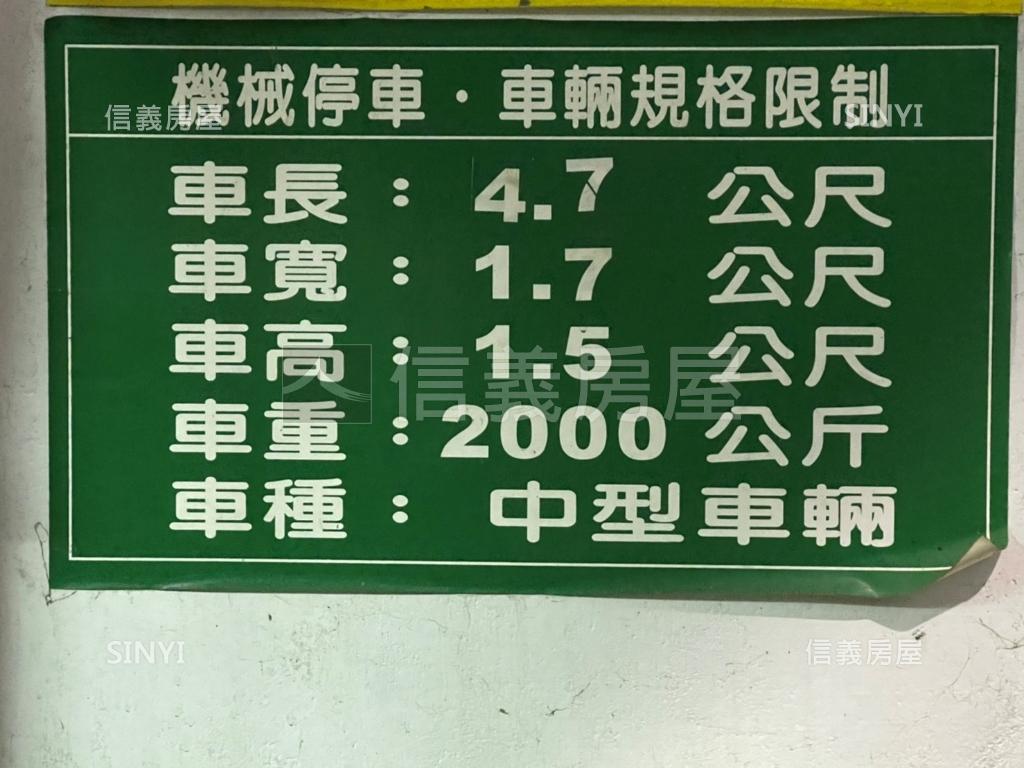 機械停車·車輛規格限制
信義房屋
SINYI
車長：4.7 公尺
車寬：1.7 公尺
車高：1.5 公尺
信義房屋
車重：2000 公斤
車種：中型車輛
SINYI
信義房屋